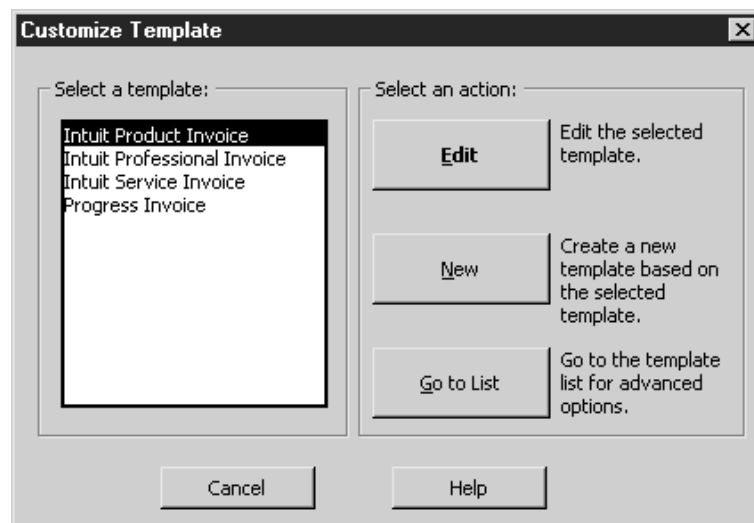 Customize Template
Select a template:
Intuit Product Invoice
Intuit Professional Invoice
Intuit Service Invoice
Progress Invoice
Select an action:
Edit
Edit the selected
template.
New
Create a new
template based on
the selected
template.
Go to List
Go to the template
list for advanced
options.
Cancel
Help